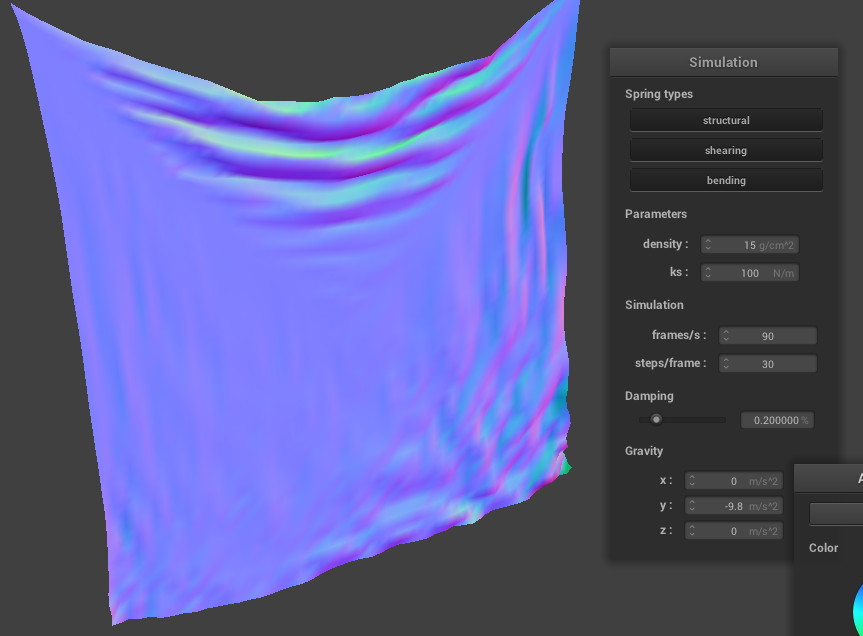 Simulation
Spring types
structural
shearing
bending
Parameters
density : 15 g/cm^2
ks : 100 N/m
Simulation
frames/s : 90
steps/frame : 30
Damping
0.200000 %
Gravity
x : 0 m/s^2
y : -9.8 m/s^2
z : 0 m/s^2
Color